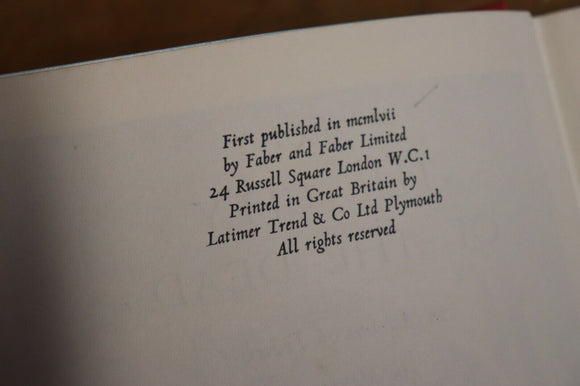 First published in mcmlvii
by Faber and Faber Limited
24 Russell Square London W.C.1
Printed in Great Britain by
Latimer Trend & Co Ltd Plymouth
All rights reserved